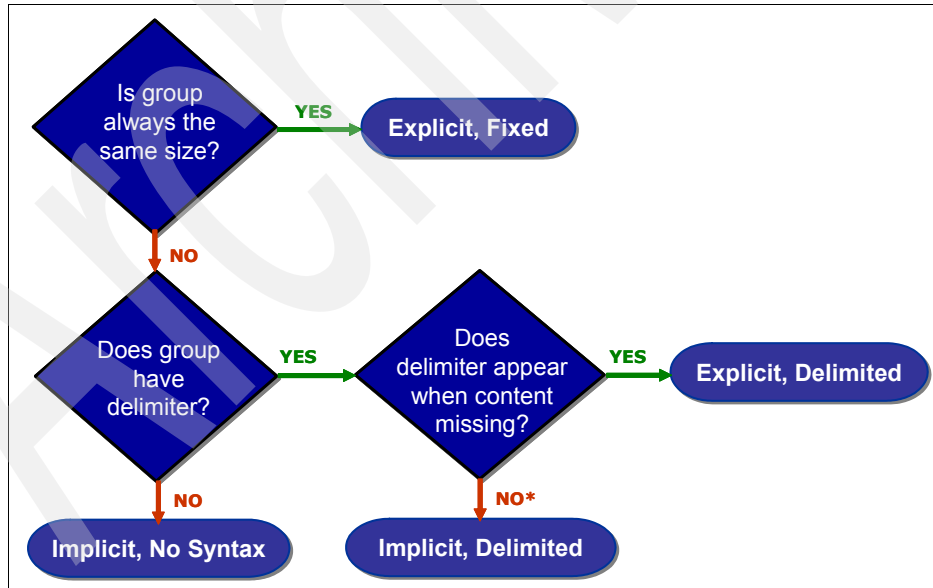 Is group
always the
same size?
YES
Explicit, Fixed
NO
Does group
have
delimiter?
YES
Does
delimiter appear
when content
missing?
YES
Explicit, Delimited
NO
NO*
Implicit, No Syntax
Implicit, Delimited